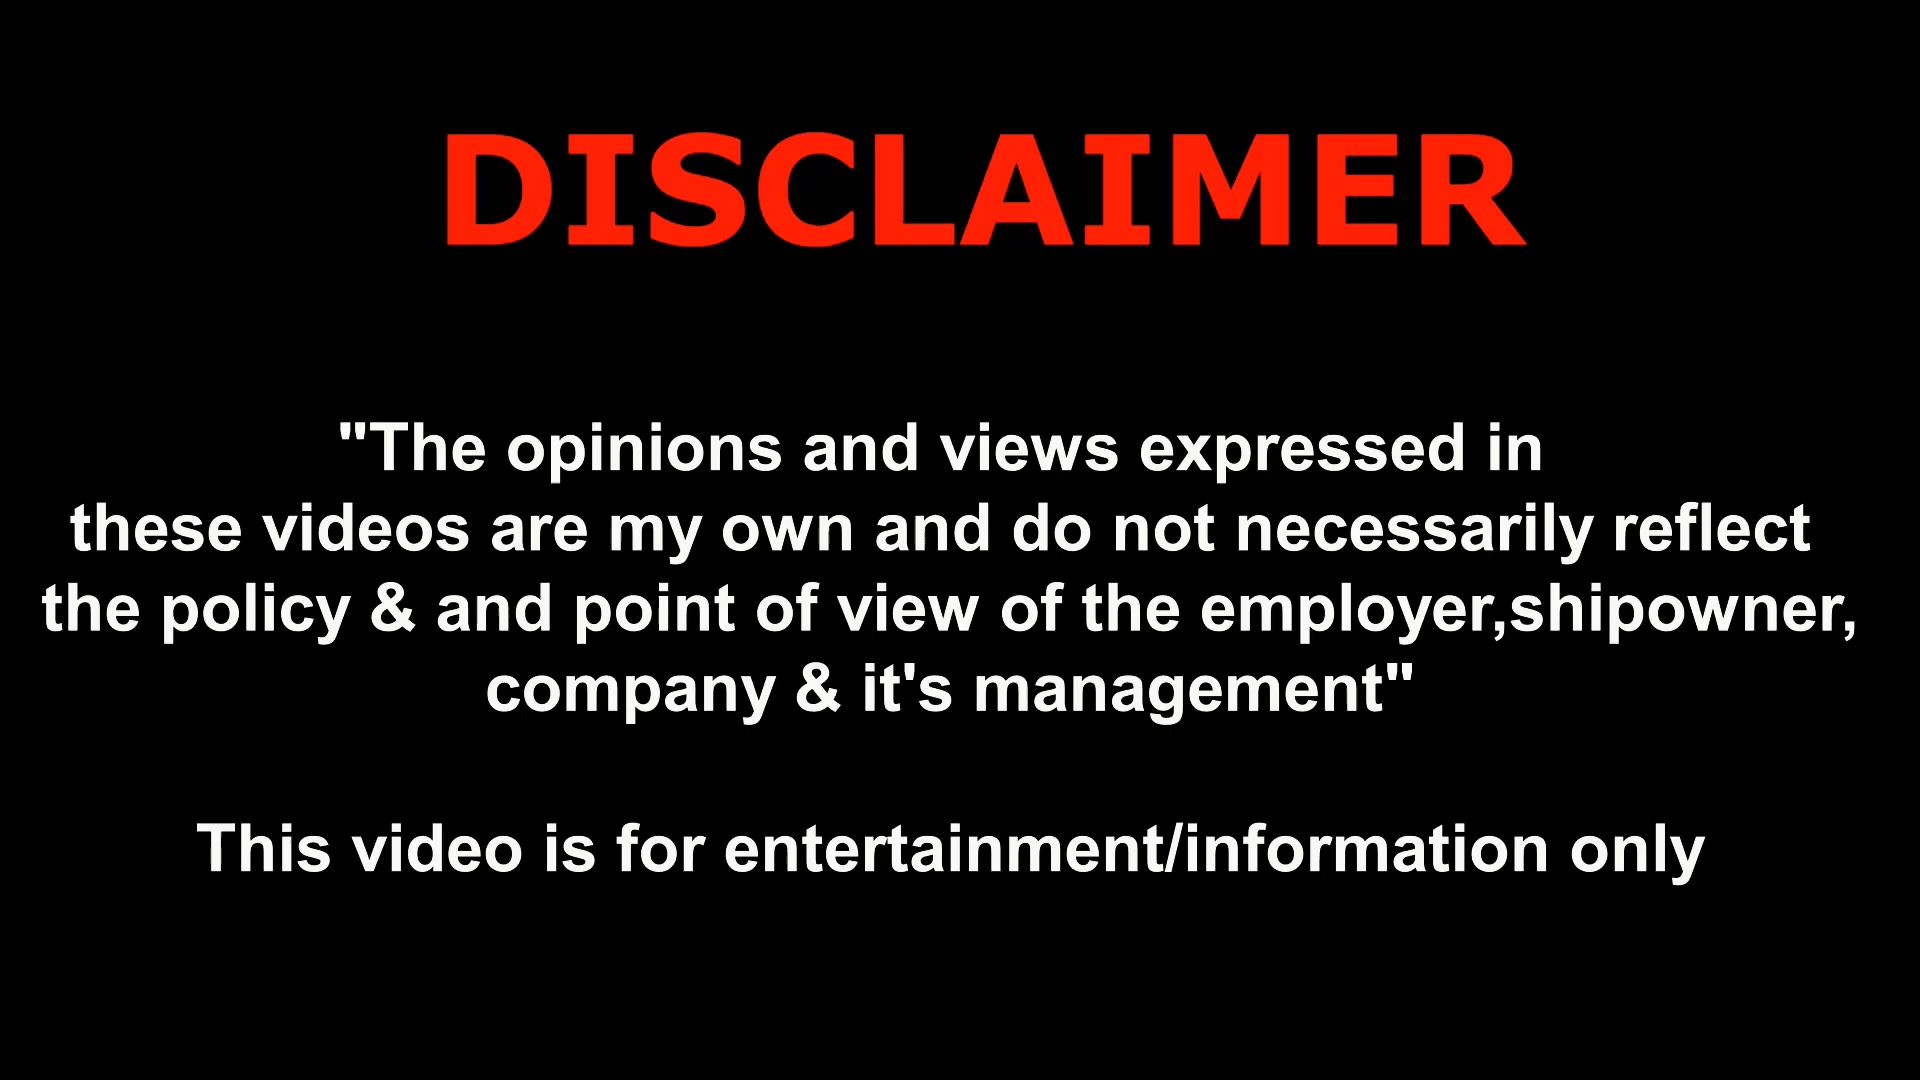 DISCLAIMER
"The opinions and views expressed in
these videos are my own and do not necessarily reflect
the policy & and point of view of the employer,shipowner,
company & it's management"
This video is for entertainment/information only